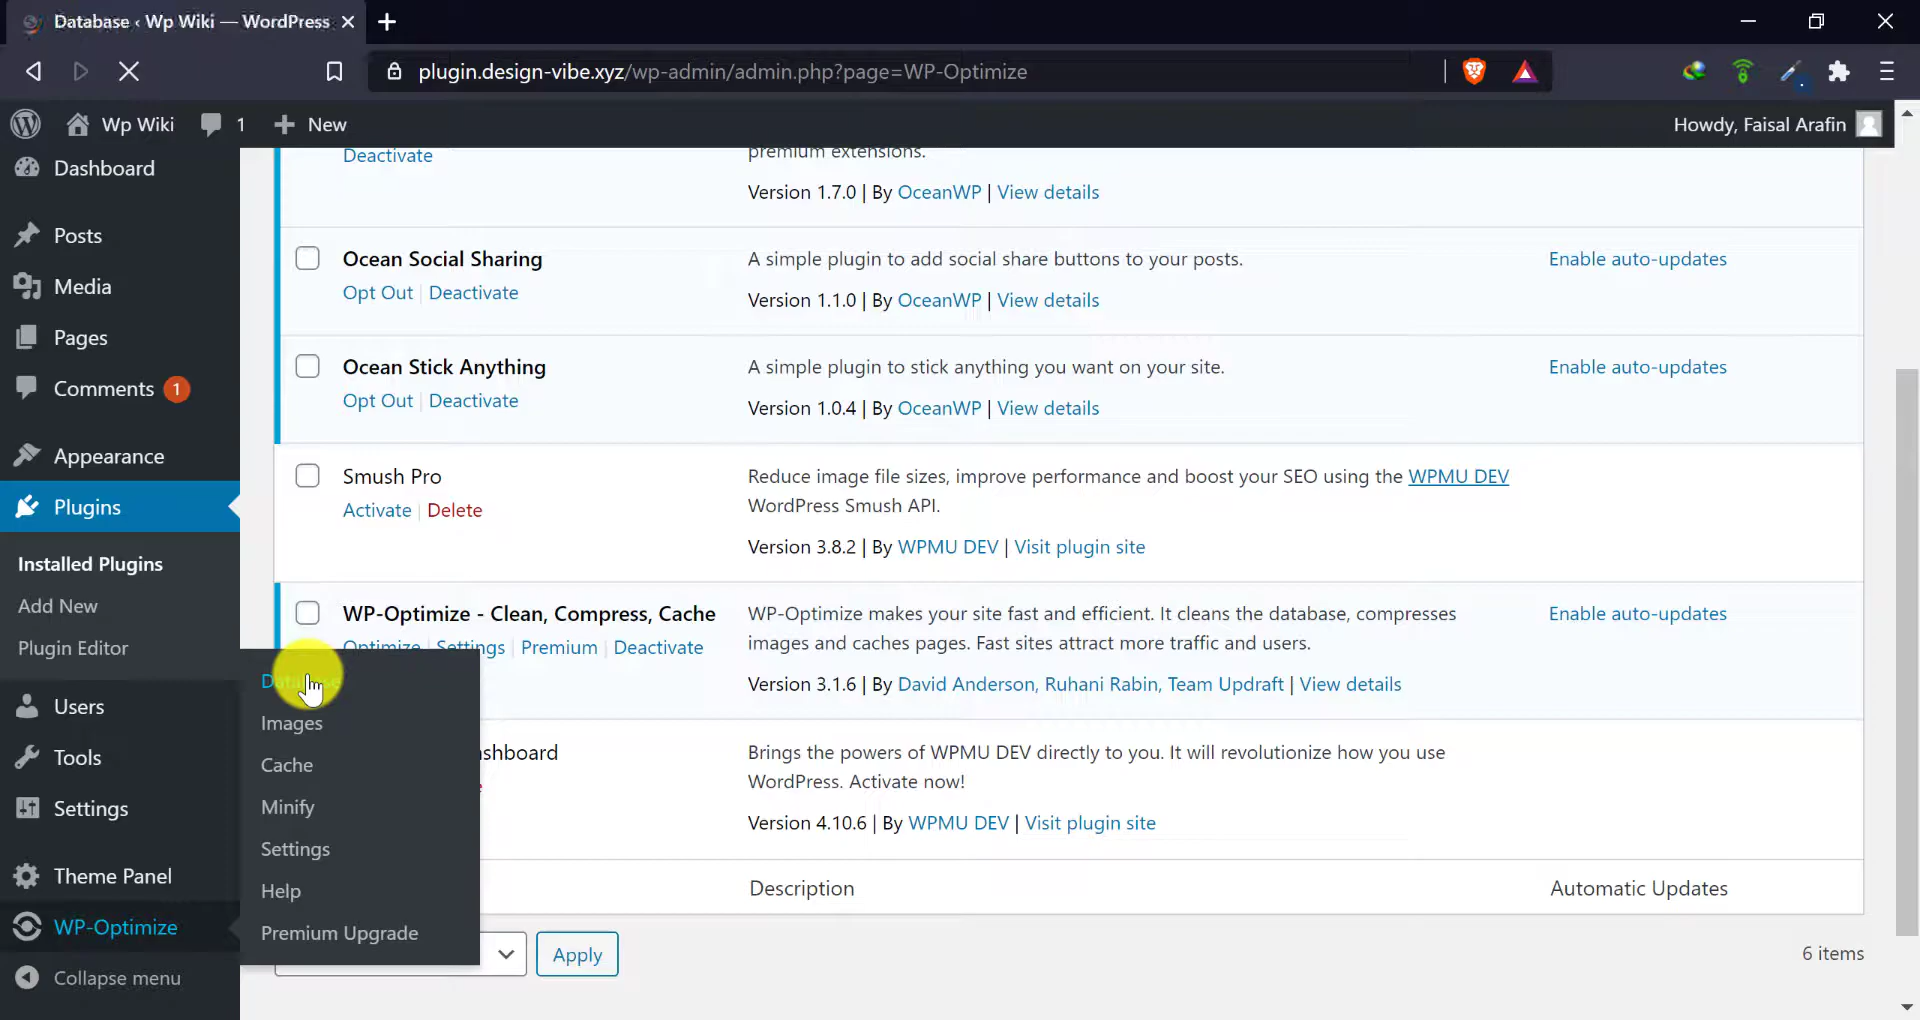 Database ‹ Wp Wiki — WordPress
plugin.design-vibe.xyz/wp-admin/admin.php?page=WP-Optimize
Wp Wiki 1 New
Howdy, Faisal Arafin
Dashboard
Posts
Media
Pages
Comments 1
Appearance
Plugins
Installed Plugins
Add New
Plugin Editor
Users
Tools
Settings
Theme Panel
WP-Optimize
Collapse menu
Database
Images
Cache
Minify
Settings
Help
Premium Upgrade
Deactivate
premium extensions.
Version 1.7.0 | By OceanWP | View details
Ocean Social Sharing
Opt Out | Deactivate
A simple plugin to add social share buttons to your posts.
Version 1.1.0 | By OceanWP | View details
Enable auto-updates
Ocean Stick Anything
Opt Out | Deactivate
A simple plugin to stick anything you want on your site.
Version 1.0.4 | By OceanWP | View details
Enable auto-updates
Smush Pro
Activate | Delete
Reduce image file sizes, improve performance and boost your SEO using the WPMU DEV
WordPress Smush API.
Version 3.8.2 | By WPMU DEV | Visit plugin site
WP-Optimize - Clean, Compress, Cache
Optimize | Settings | Premium | Deactivate
WP-Optimize makes your site fast and efficient. It cleans the database, compresses
images and caches pages. Fast sites attract more traffic and users.
Version 3.1.6 | By David Anderson, Ruhani Rabin, Team Updraft | View details
Enable auto-updates
shboard
Brings the powers of WPMU DEV directly to you. It will revolutionize how you use
WordPress. Activate now!
Version 4.10.6 | By WPMU DEV | Visit plugin site
Description
Automatic Updates
Apply
6 items